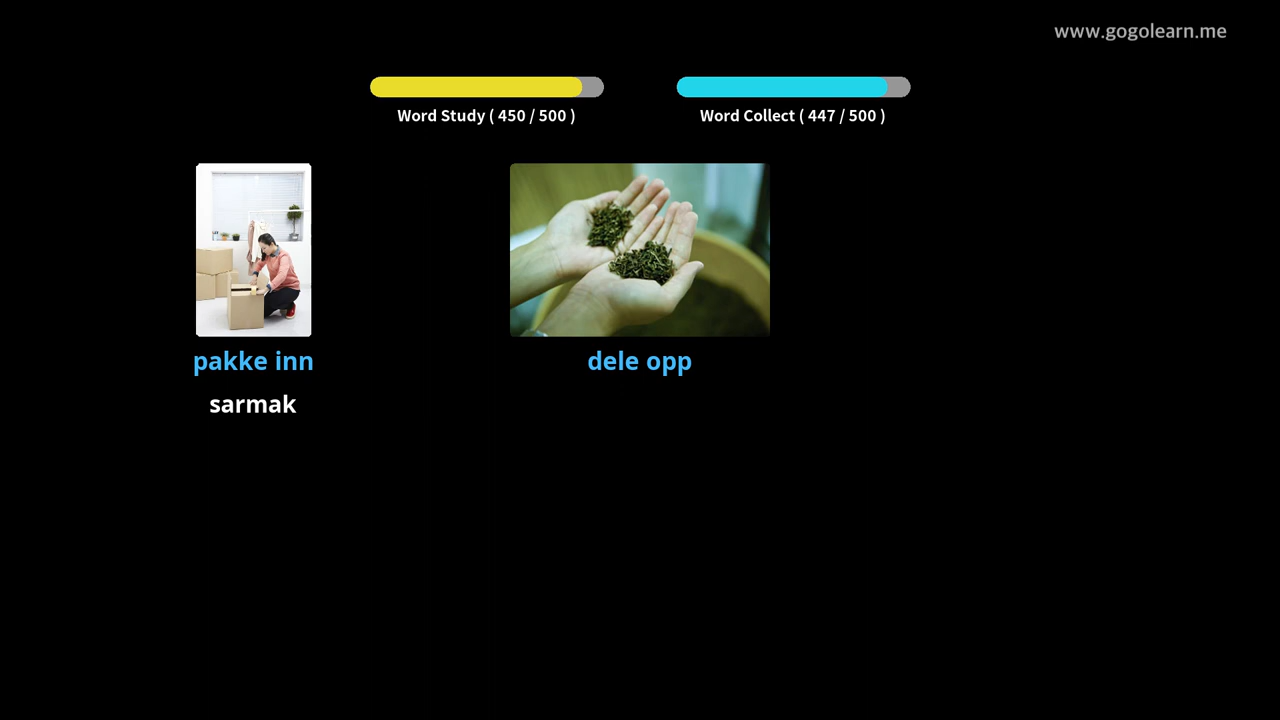 www.gogolearn.me
Word Study ( 450 / 500 )
Word Collect ( 447 / 500 )
pakke inn
dele opp
sarmak